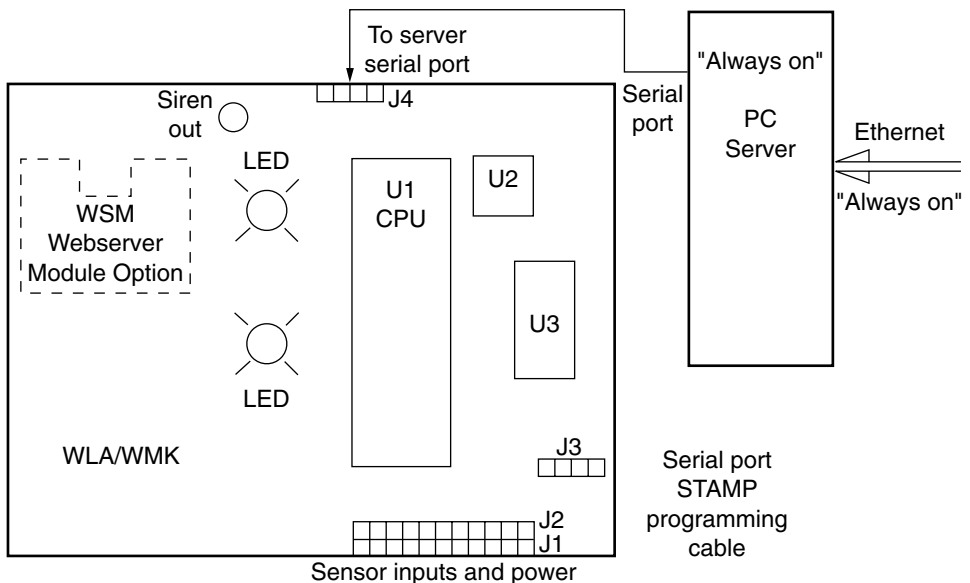 To server
serial port
J4
Siren
out
LED
WSM
Webserver
Module Option
LED
WLA/WMK
U1
CPU
U2
U3
J3
J2
J1
Sensor inputs and power
Serial
port
"Always on"
PC
Server
Ethernet
"Always on"
Serial port
STAMP
programming
cable